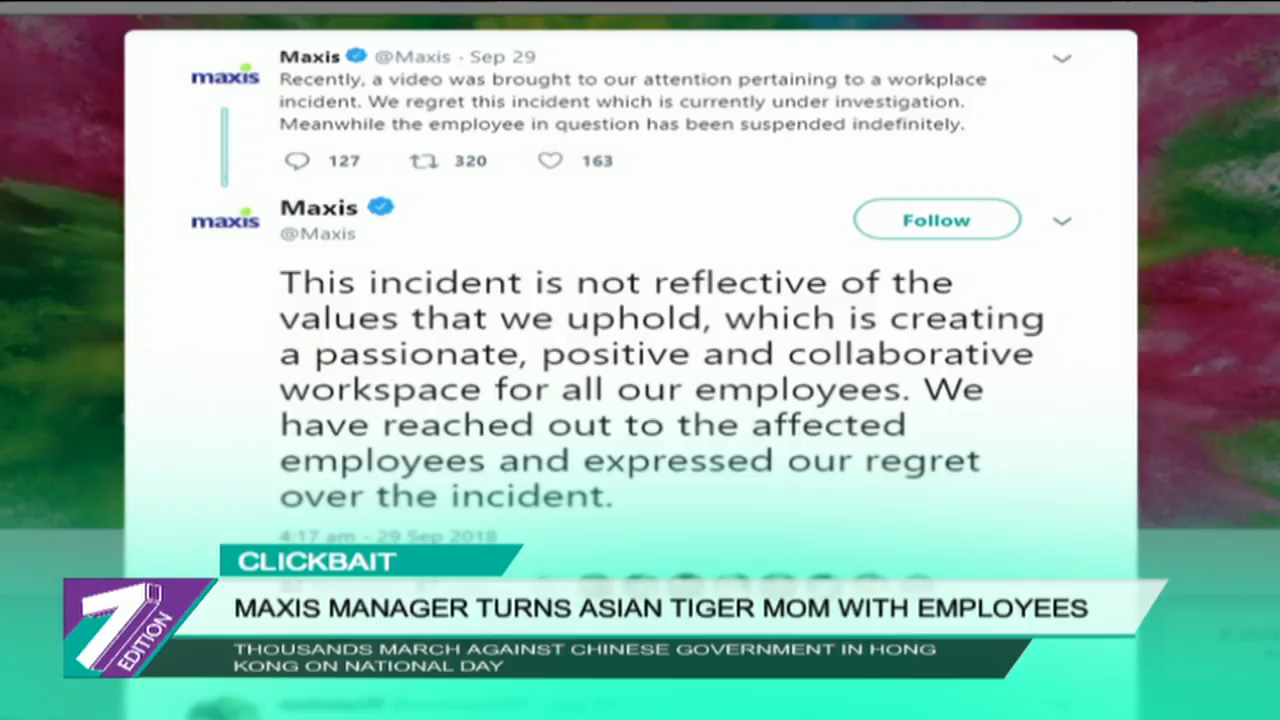 Maxis @Maxis · Sep 29
maxis
Recently, a video was brought to our attention pertaining to a workplace
incident. We regret this incident which is currently under investigation.
Meanwhile the employee in question has been suspended indefinitely.
127 320 163
Maxis
maxis
@Maxis
Follow
This incident is not reflective of the
values that we uphold, which is creating
a passionate, positive and collaborative
workspace for all our employees. We
have reached out to the affected
employees and expressed our regret
over the incident.
4:17 am - 29 Sep 2018
CLICKBAIT
7 EDITION
MAXIS MANAGER TURNS ASIAN TIGER MOM WITH EMPLOYEES
THOUSANDS MARCH AGAINST CHINESE GOVERNMENT IN HONG
KONG ON NATIONAL DAY